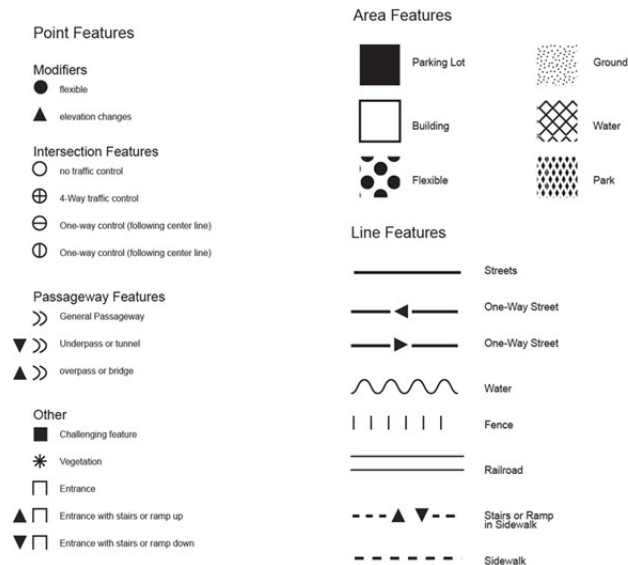 Point Features
Modifiers
flexible
elevation changes
Intersection Features
no traffic control
4-Way traffic control
One-way control (following center line)
One-way control (following center line)
Passageway Features
General Passageway
Underpass or tunnel
overpass or bridge
Other
Challenging feature
Vegetation
Entrance
Entrance with stairs or ramp up
Entrance with stairs or ramp down
Area Features
Parking Lot
Ground
Building
Water
Flexible
Park
Line Features
Streets
One-Way Street
One-Way Street
Water
Fence
Railroad
Stairs or Ramp
in Sidewalk
Sidewalk